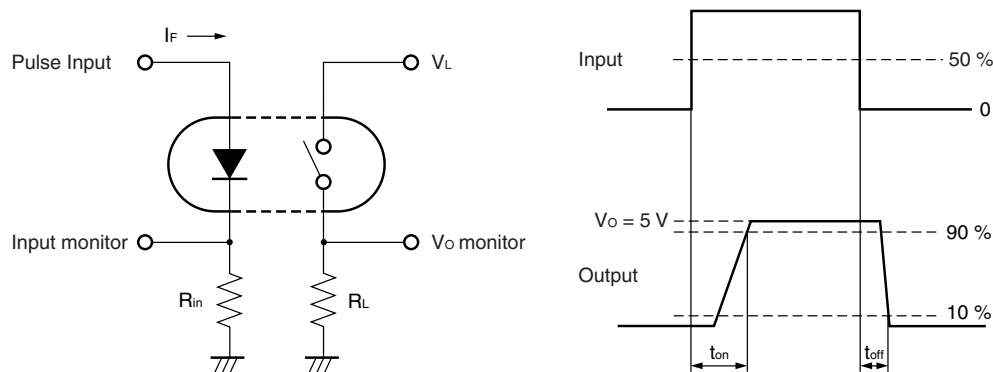 IF
Pulse Input
VL
Input monitor
VO monitor
Rin
RL
Input
50 %
0
VO = 5 V
90 %
Output
10 %
ton
toff